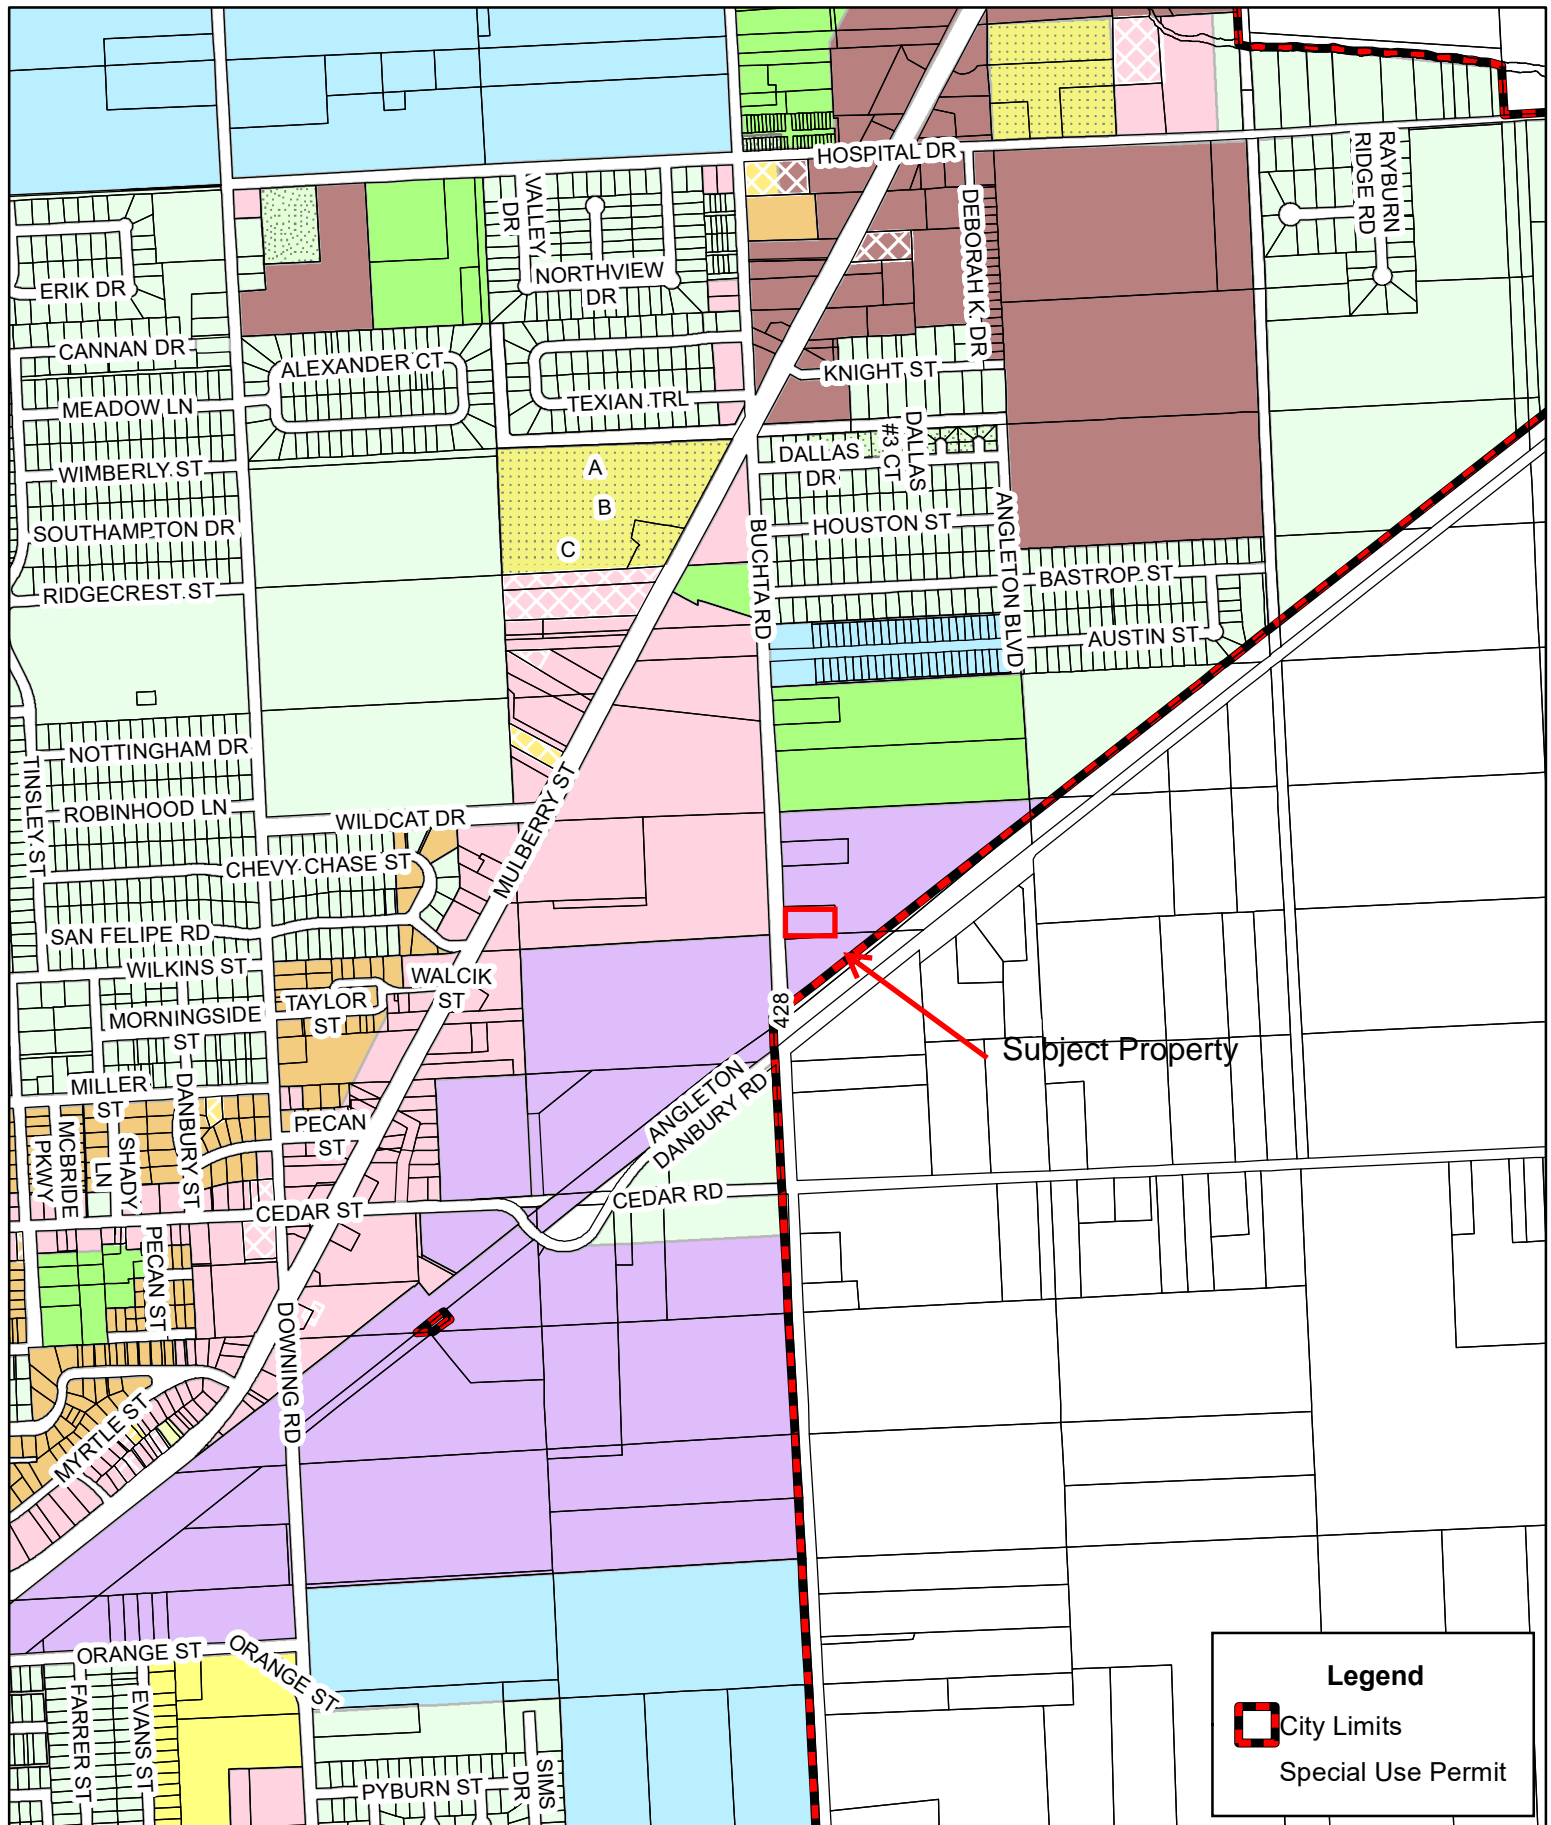 HOSPITAL DR
RAYBURN
RIDGE RD
VALLEY
DR
DEBORAH K. DR
NORTHVIEW
DR
ERIK DR
CANNAN DR
ALEXANDER CT
KNIGHT ST
MEADOW LN
TEXIAN TRL
DALLAS
DR
DALLAS
#3 CT
A
WIMBERLY ST
B
ANGLETON BLVD
SOUTHAMPTON DR
BUCHTA RD
HOUSTON ST
C
RIDGECREST ST
BASTROP ST
AUSTIN ST
NOTTINGHAM DR
TINSLEY ST
MULBERRY ST
ROBINHOOD LN
WILDCAT DR
CHEVY CHASE ST
SAN FELIPE RD
WILKINS ST
WALCIK
ST
TAYLOR
ST
428
MORNINGSIDE
ST
Subject Property
MILLER
ST
DANBURY ST
ANGLETON
DANBURY RD
PECAN
ST
MCBRIDE
PKWY
SHADY
LN
CEDAR RD
CEDAR ST
PECAN ST
DOWNING RD
MYRTLE ST
ORANGE ST
ORANGE ST
FARRER ST
EVANS ST
PYBURN ST
SIMS
DR
Legend
City Limits
Special Use Permit